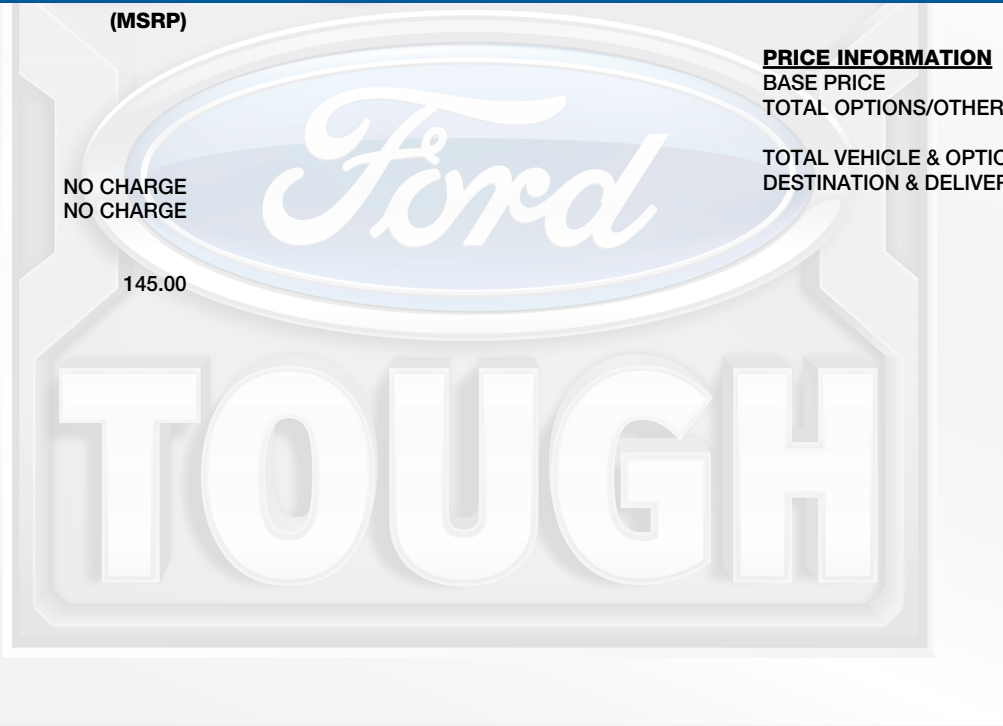 (MSRP)
NO CHARGE
NO CHARGE
145.00
PRICE INFORMATION
BASE PRICE
TOTAL OPTIONS/OTHER
TOTAL VEHICLE & OPTIO
DESTINATION & DELIVER
Ford
TOUGH